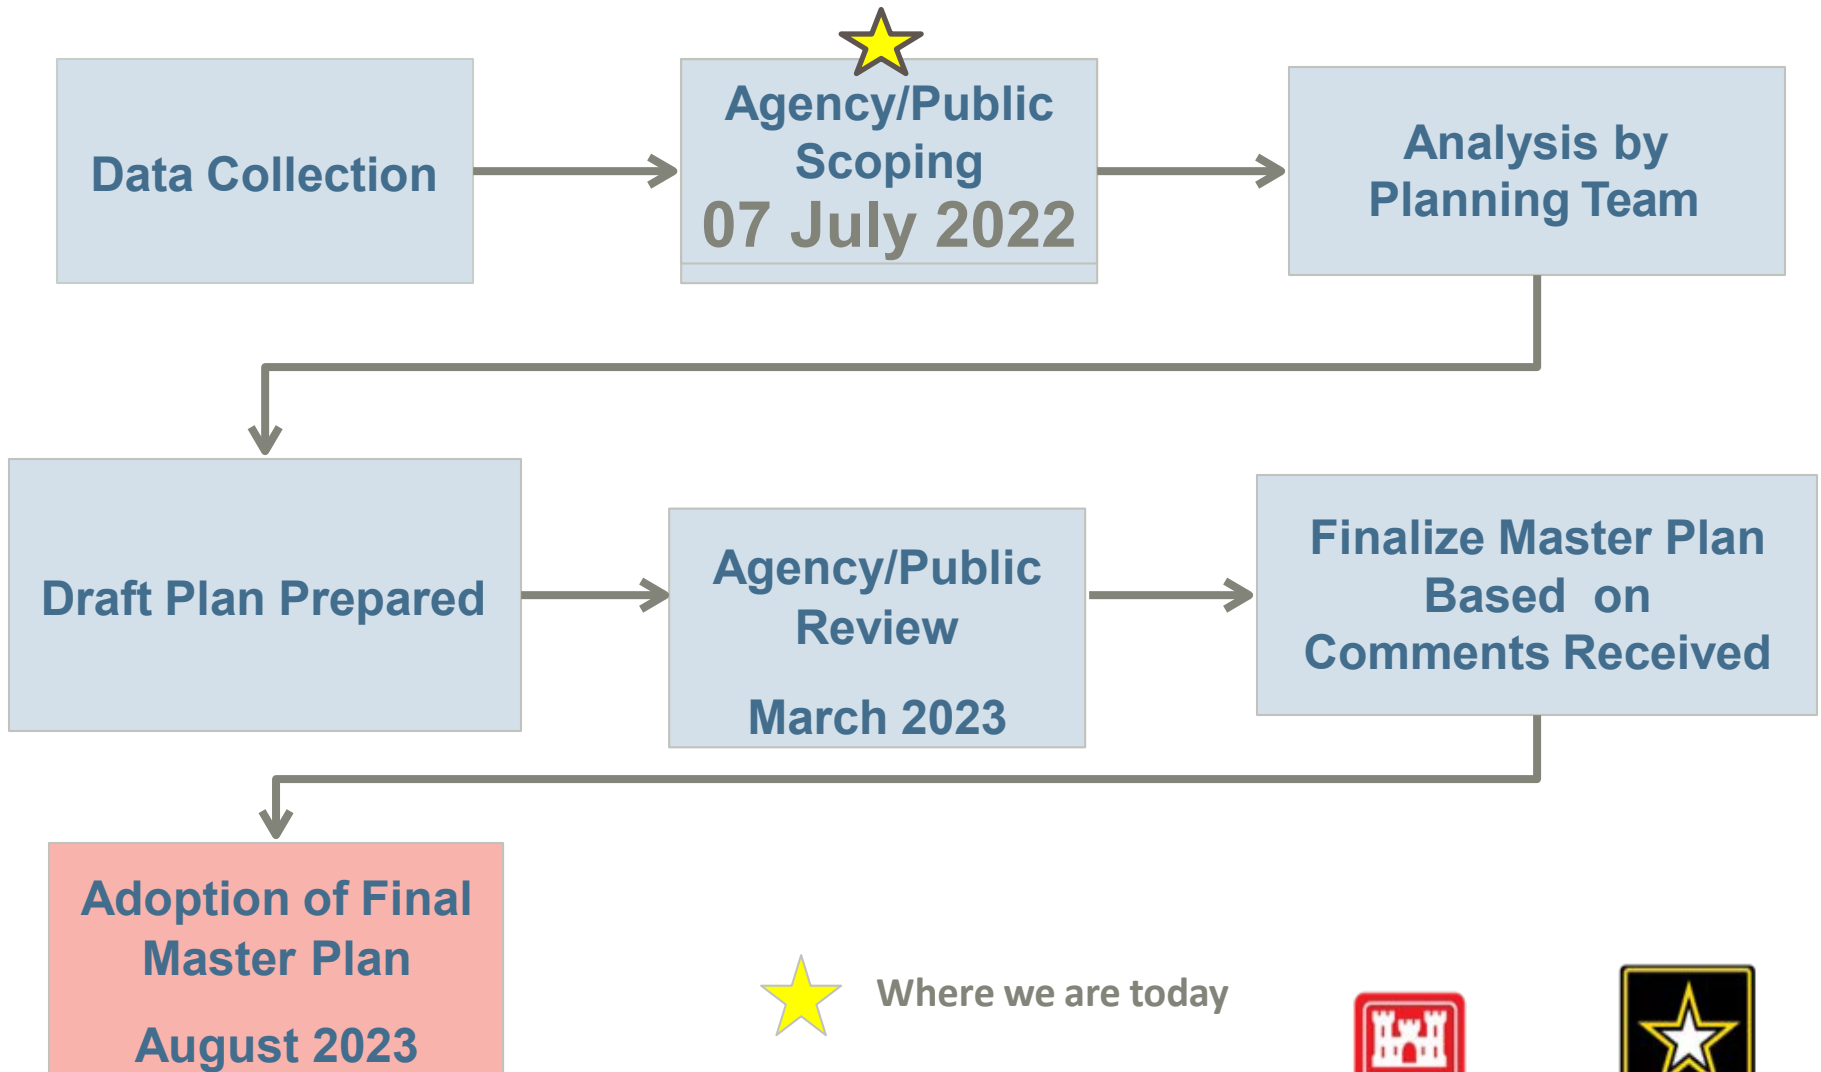 Data Collection
Agency/Public
Scoping
07 July 2022
Analysis by
Planning Team
Draft Plan Prepared
Agency/Public
Review
March 2023
Finalize Master Plan
Based  on
Comments Received
Adoption of Final
Master Plan
August 2023
Where we are today